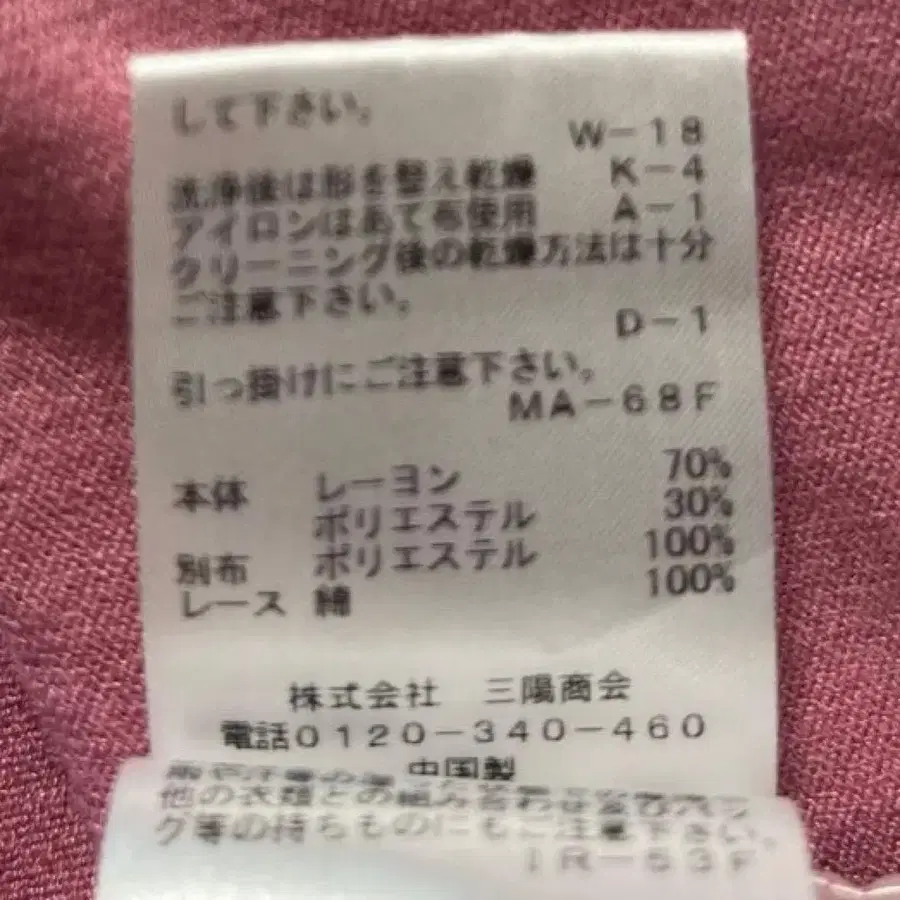 して下さい。
W-18
洗浄後は形を整え乾燥 K-4
アイロンはあて布使用 A-1
クリーニング後の乾燥方法は十分
ご注意下さい。
D-1
引っ掛けにご注意下さい。
MA-68F
本体 レーヨン 70%
ポリエステル 30%
別布 ポリエステル 100%
レース 綿 100%
株式会社 三陽商会
電話0120-340-460
中国製
他の衣類との組み合わせ
グ等の持ちものにもご注意下さい。
IR-53F